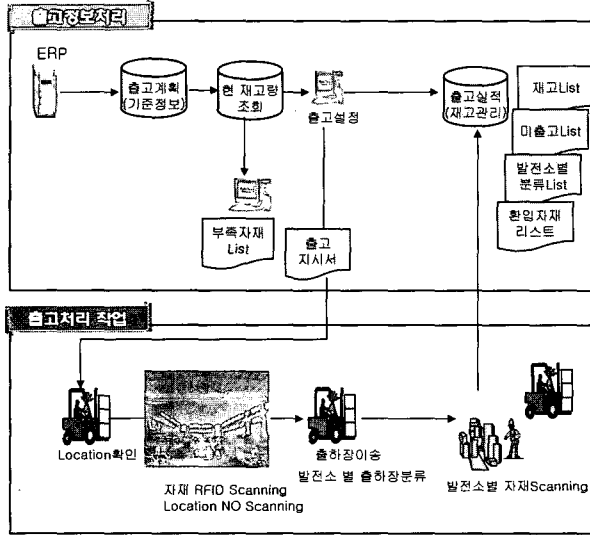 출고정보처리
ERP
출고계획
(기준정보)
현 재고량
조회
출고설정
출고실적
(재고관리)
재고List
미출고List
발전소별
분류List
환입자재
리스트
부족자재
List
출고
지시서
출고처리 작업
Location확인
자재 RFID Scanning
Location NO Scanning
출하장이송
발전소 별 출하장분류
발전소별 자재Scanning